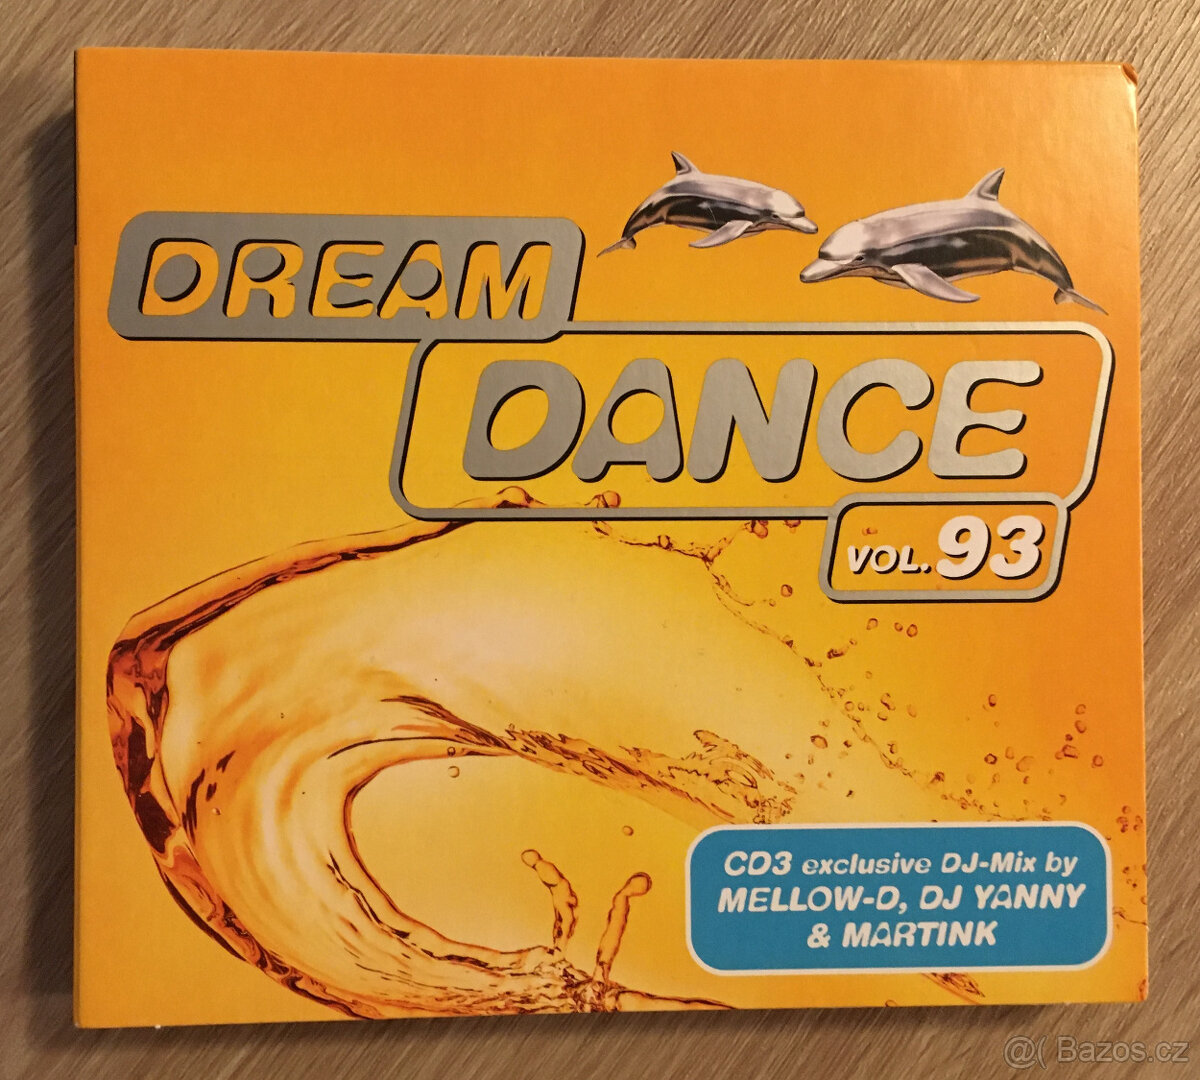 DREAM
DANCE
VOL. 93
CD3 exclusive DJ-Mix by
MELLOW-D, DJ YANNY
& MARTINK
@( Bazos.cz